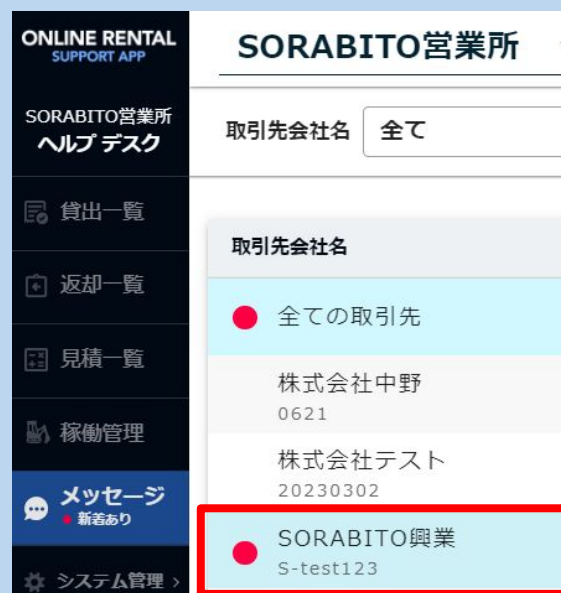 ONLINE RENTAL
SUPPORT APP
SORABITO営業所
ヘルプ デスク
貸出一覧
返却一覧
見積一覧
稼働管理
メッセージ
新着あり
システム管理 >
SORABITO営業所
取引先会社名 全て
取引先会社名
全ての取引先
株式会社中野
0621
株式会社テスト
20230302
SORABITO興業
S-test123